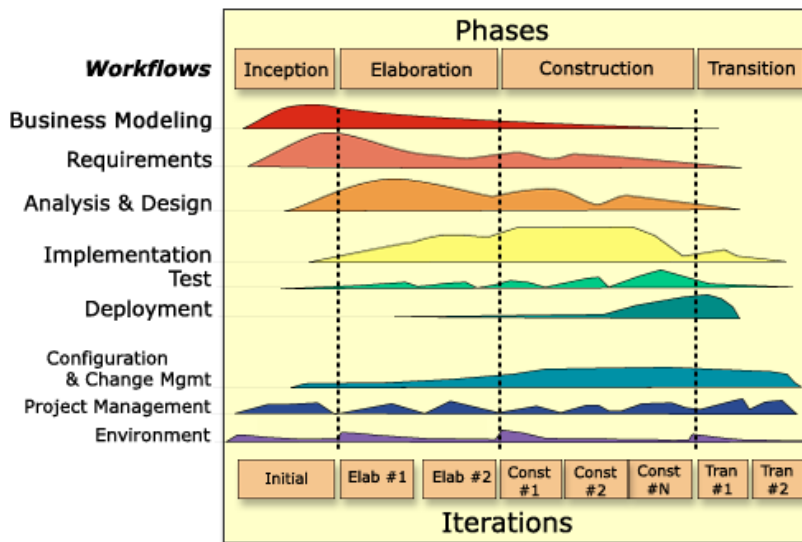 Phases
Workflows
Inception
Elaboration
Construction
Transition
Business Modeling
Requirements
Analysis & Design
Implementation
Test
Deployment
Configuration
& Change Mgmt
Project Management
Environment
Initial
Elab #1
Elab #2
Const
#1
Const
#2
Const
#N
Tran
#1
Tran
#2
Iterations